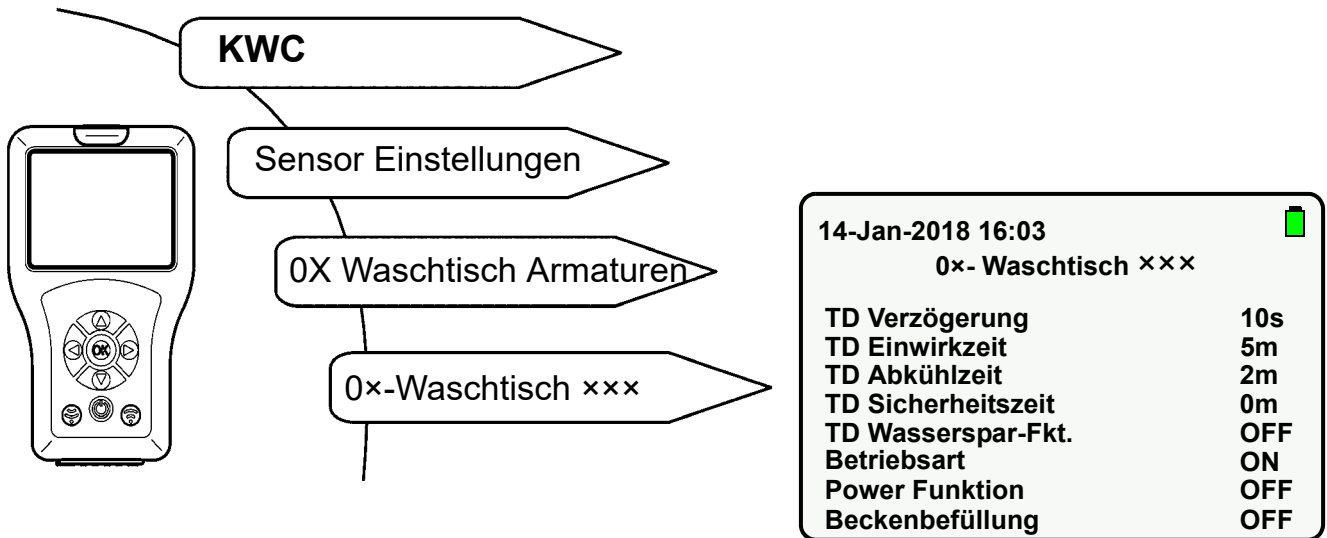 KWC
Sensor Einstellungen
0X Waschtisch Armaturen
0×-Waschtisch ×××
OK
14-Jan-2018 16:03
0×- Waschtisch ×××
TD Verzögerung 10s
TD Einwirkzeit 5m
TD Abkühlzeit 2m
TD Sicherheitszeit 0m
TD Wasserspar-Fkt. OFF
Betriebsart ON
Power Funktion OFF
Beckenbefüllung OFF